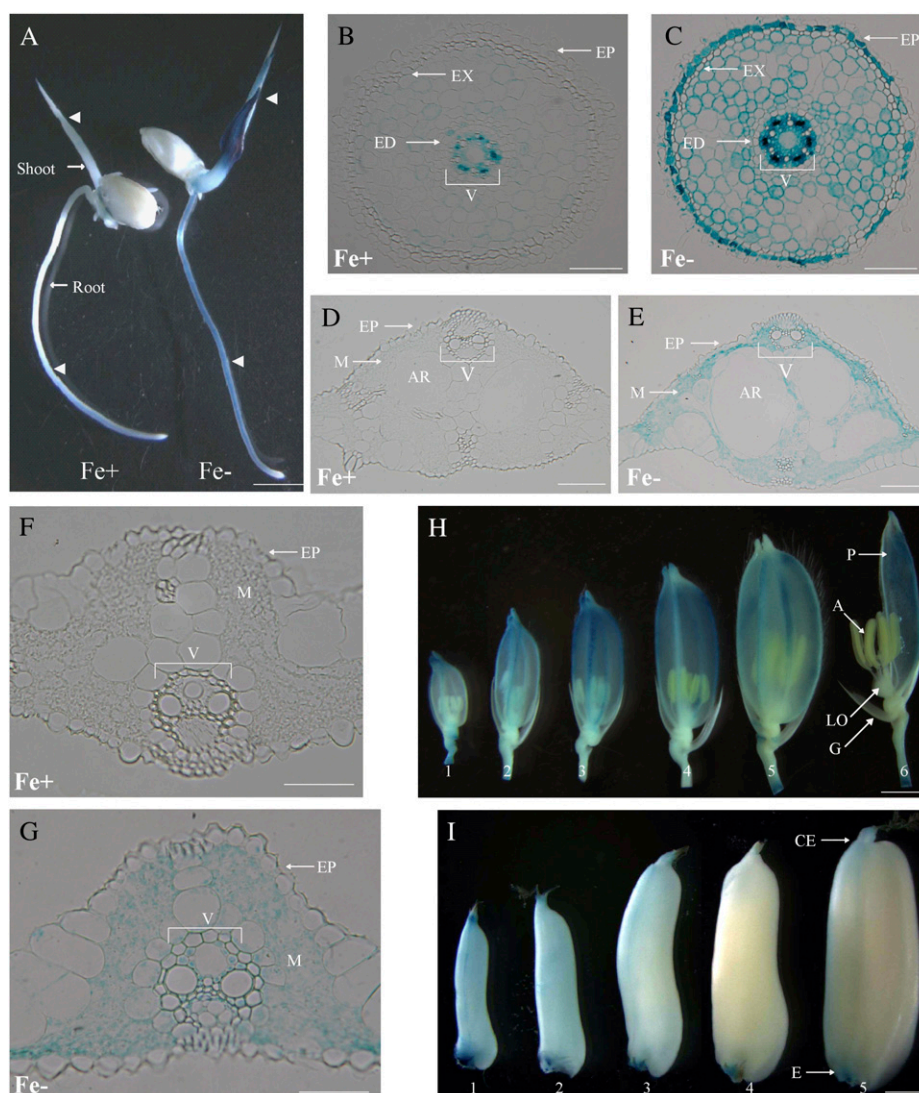 A
Shoot
Root
Fe+ Fe-
B
EP
EX
ED
V
Fe+
C
EP
EX
ED
V
Fe-
D
EP
M
AR
V
Fe+
E
EP
M
AR
V
Fe-
F
EP
M
V
Fe+
G
EP
V
M
Fe-
H
P
A
LO
G
1 2 3 4 5 6
I
CE
E
1 2 3 4 5